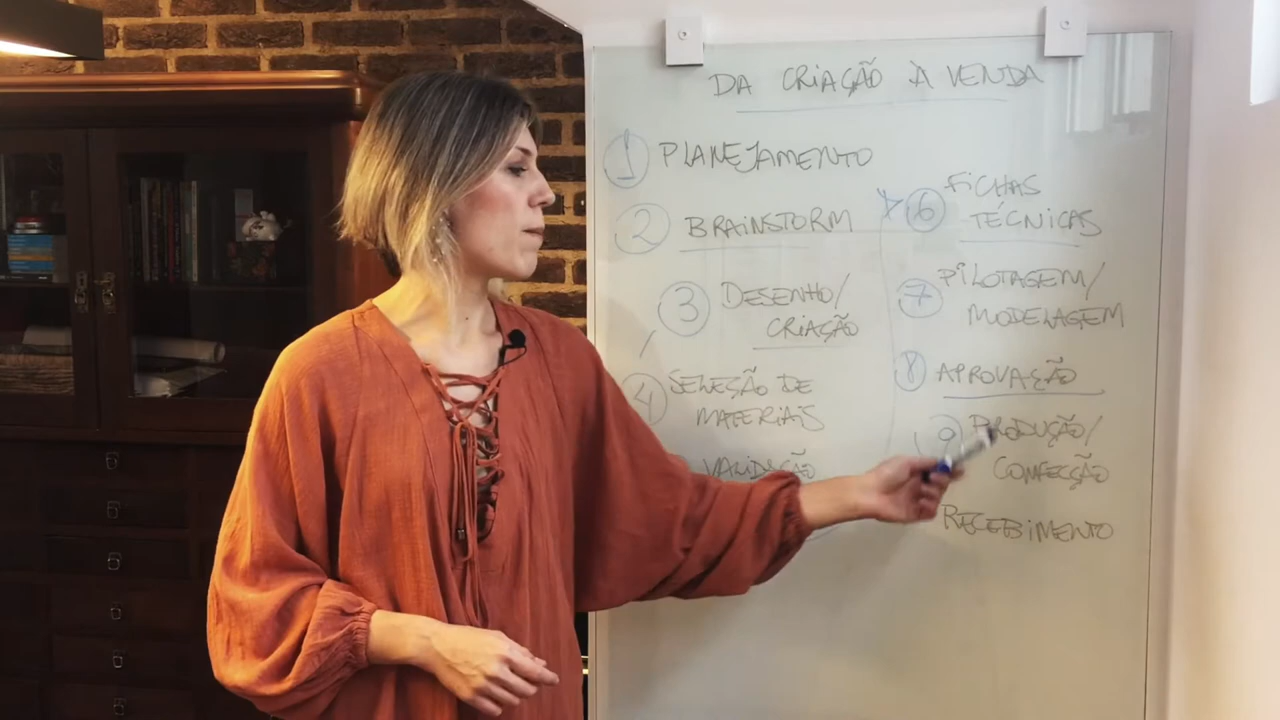 DA CRIAÇÃO À VENDA
1 PLANEJAMENTO
2 BRAINSTORM
3 DESENHO/
CRIAÇÃO
4 SELEÇÃO DE
MATERIAIS
VALIDAÇÃO
6 FICHAS
TÉCNICAS
7 PILOTAGEM/
MODELAGEM
8 APROVAÇÃO
9 PRODUÇÃO/
CONFECÇÃO
RECEBIMENTO